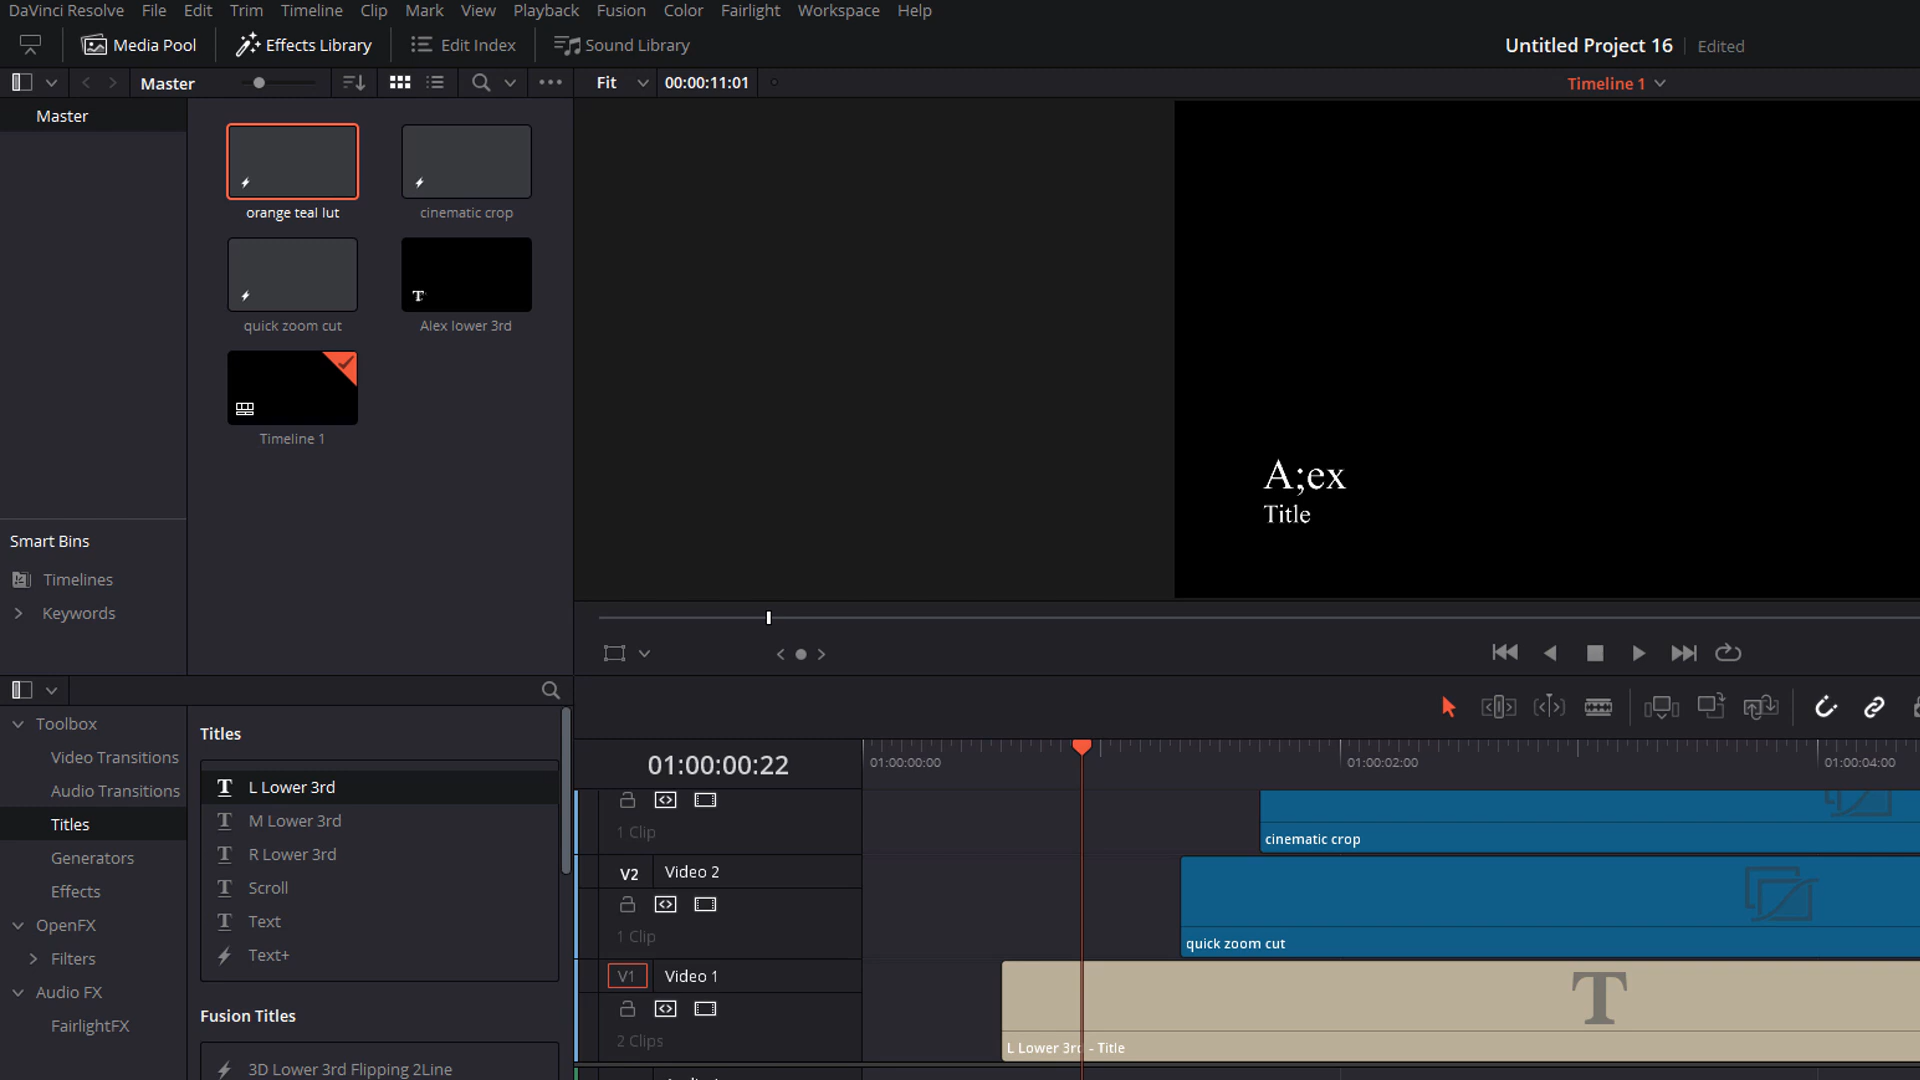 DaVinci Resolve File Edit Trim Timeline Clip Mark View Playback Fusion Color Fairlight Workspace Help
Media Pool Effects Library Edit Index Sound Library Untitled Project 16 Edited
Master Fit 00:00:11:01 Timeline 1
Master
orange teal lut cinematic crop
quick zoom cut Alex lower 3rd
Timeline 1
A;ex
Title
Smart Bins
Timelines
Keywords
Toolbox
Video Transitions
Audio Transitions
Titles
Generators
Effects
OpenFX
Filters
Audio FX
FairlightFX
Titles
L Lower 3rd
M Lower 3rd
R Lower 3rd
Scroll
Text
Text+
Fusion Titles
3D Lower 3rd Flipping 2Line
01:00:00:22 01:00:00:00 01:00:02:00 01:00:04:00
1 Clip
cinematic crop
V2 Video 2
1 Clip
quick zoom cut
V1 Video 1
2 Clips
L Lower 3rd - Title